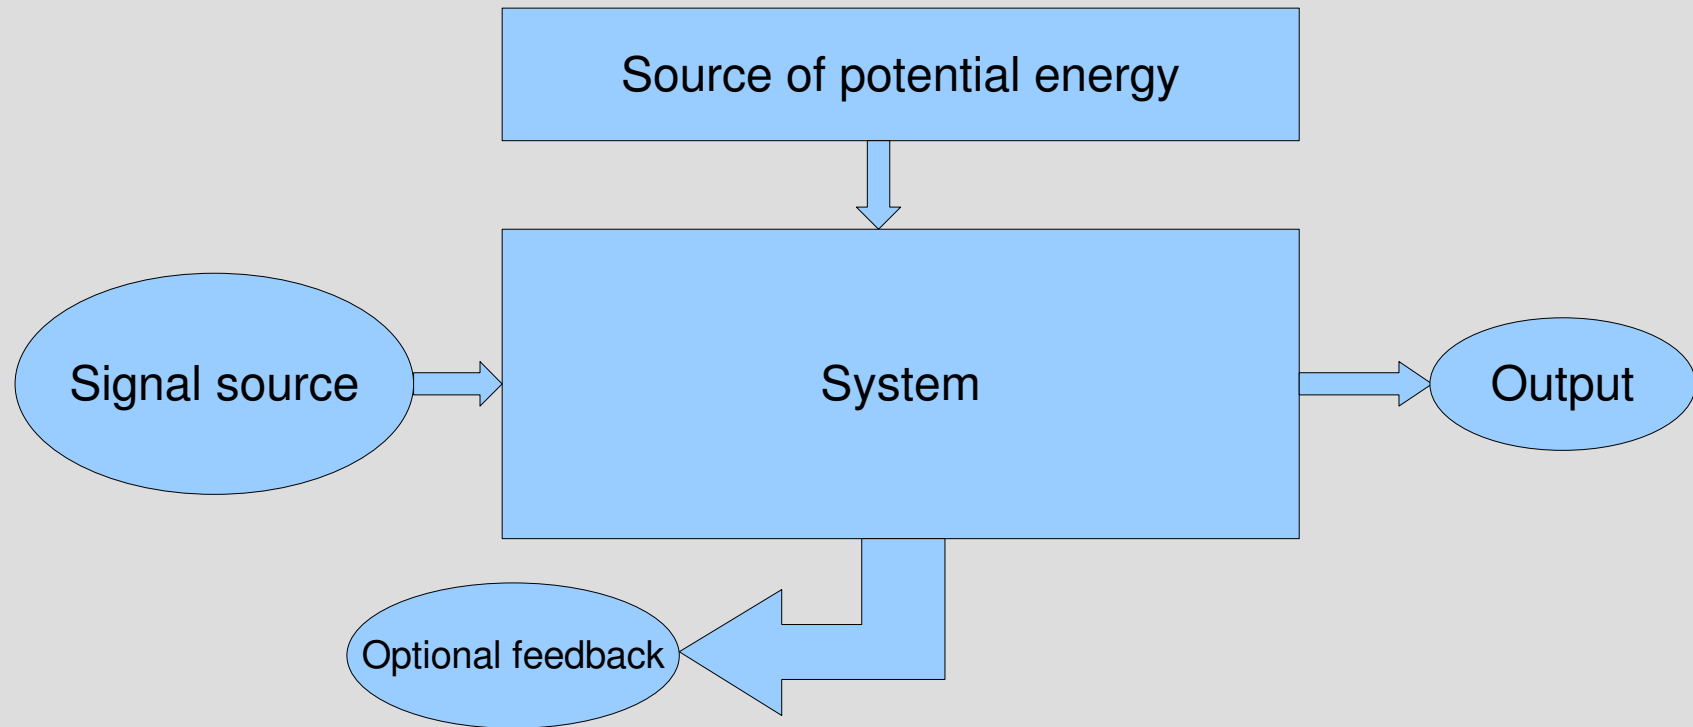 Source of potential energy
Signal source
System
Output
Optional feedback